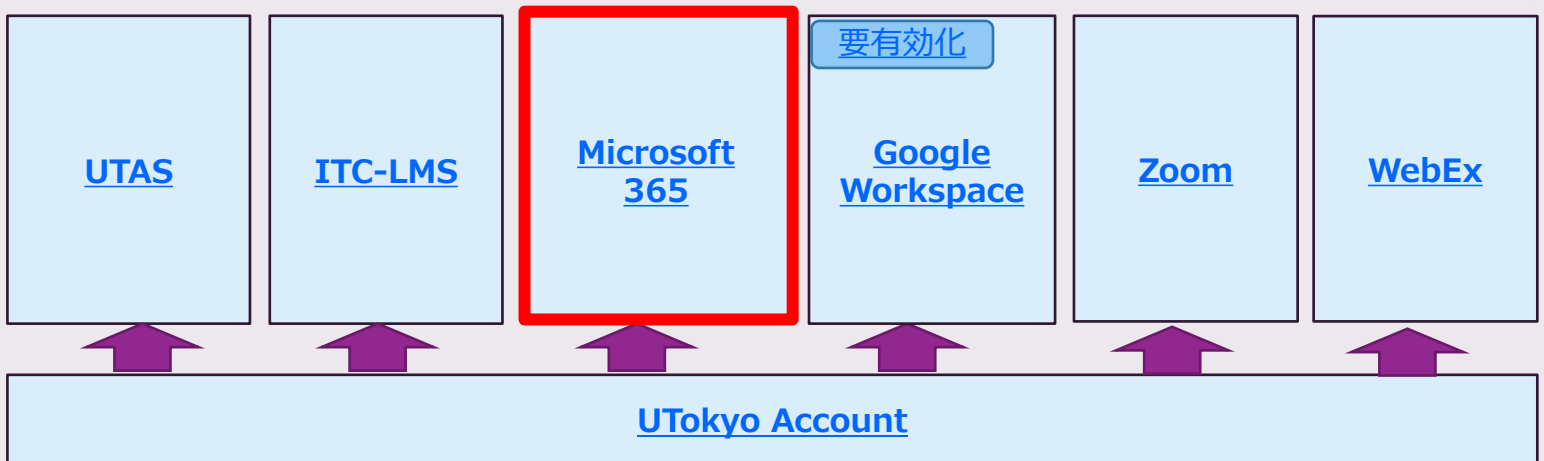 要有効化
UTAS
ITC-LMS
Microsoft
365
Google
Workspace
Zoom
WebEx
UTokyo Account